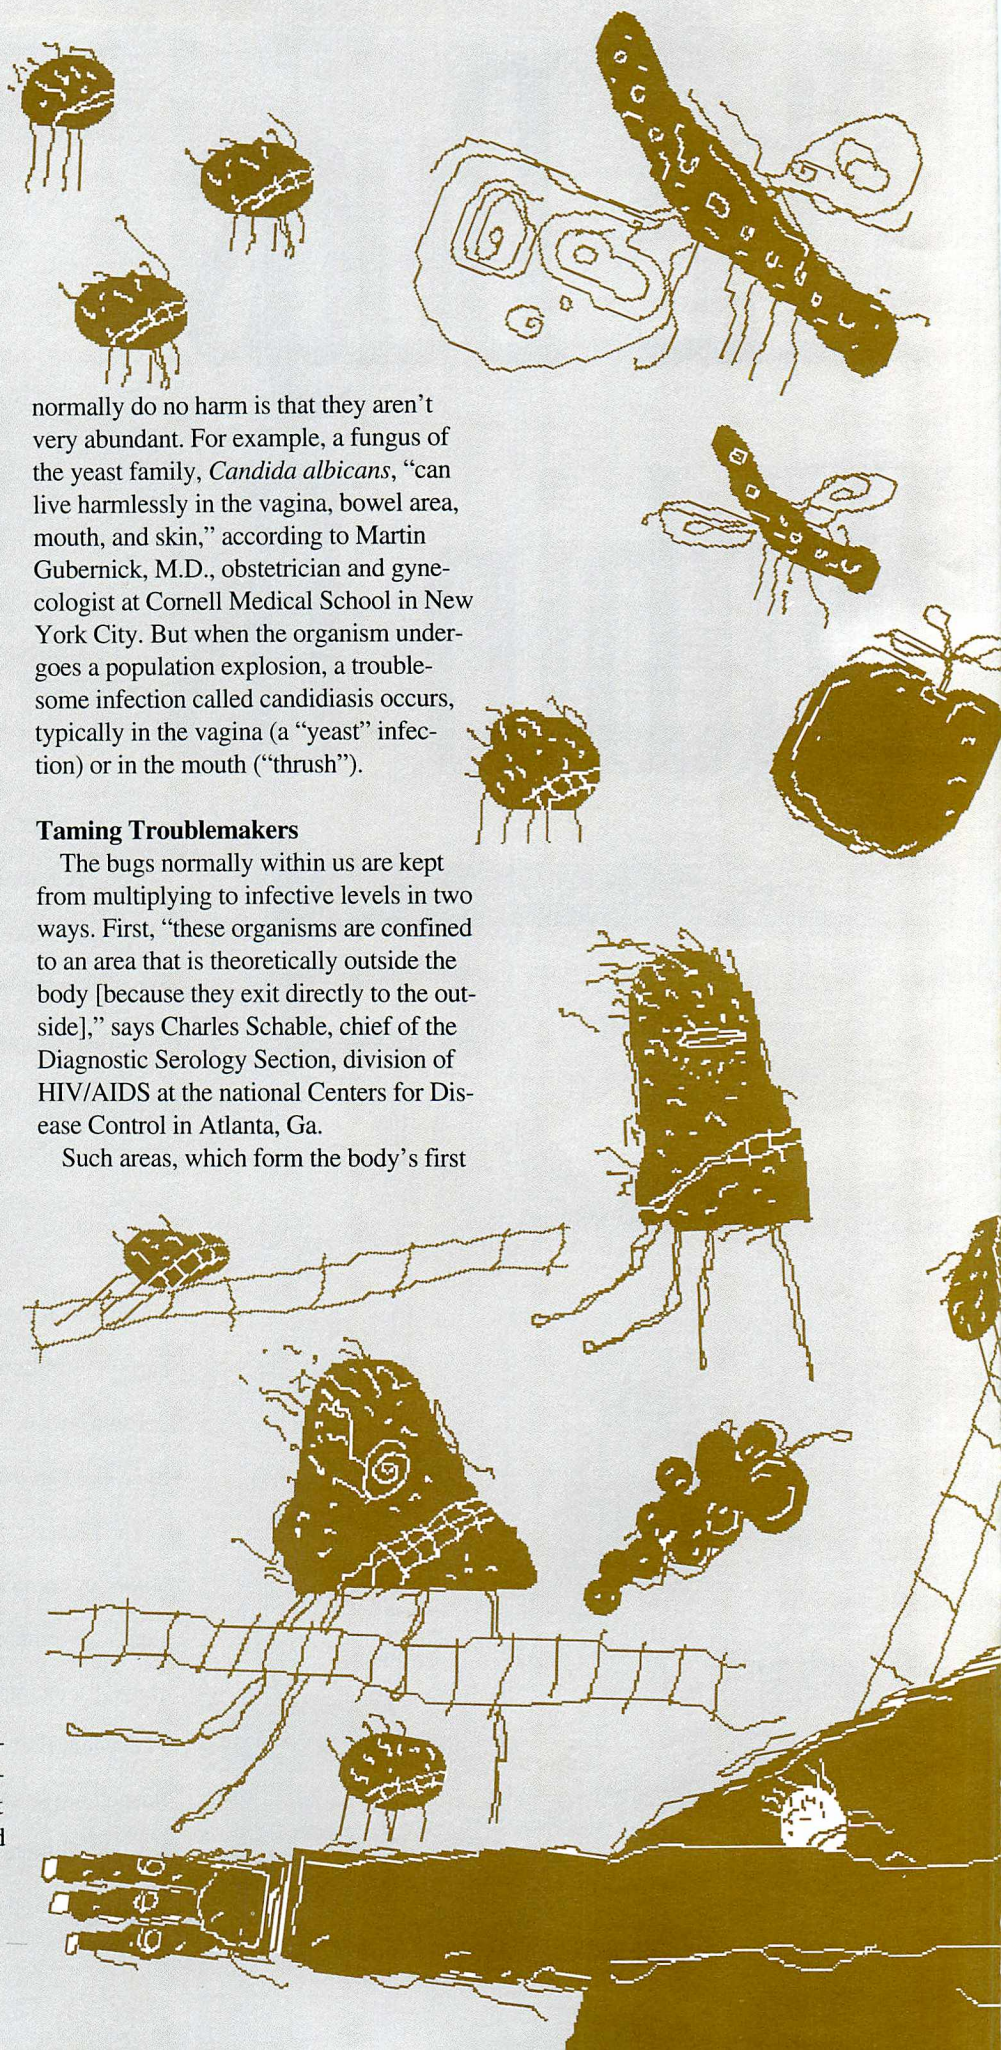 normally do no harm is that they aren't
very abundant. For example, a fungus of
the yeast family, Candida albicans, “can
live harmlessly in the vagina, bowel area,
mouth, and skin,” according to Martin
Gubernick, M.D., obstetrician and gyne-
cologist at Cornell Medical School in New
York City. But when the organism under-
goes a population explosion, a trouble-
some infection called candidiasis occurs,
typically in the vagina (a “yeast” infec-
tion) or in the mouth (“thrush”).
Taming Troublemakers
The bugs normally within us are kept
from multiplying to infective levels in two
ways. First, “these organisms are confined
to an area that is theoretically outside the
body [because they exit directly to the out-
side],” says Charles Schable, chief of the
Diagnostic Serology Section, division of
HIV/AIDS at the national Centers for Dis-
ease Control in Atlanta, Ga.
Such areas, which form the body's first